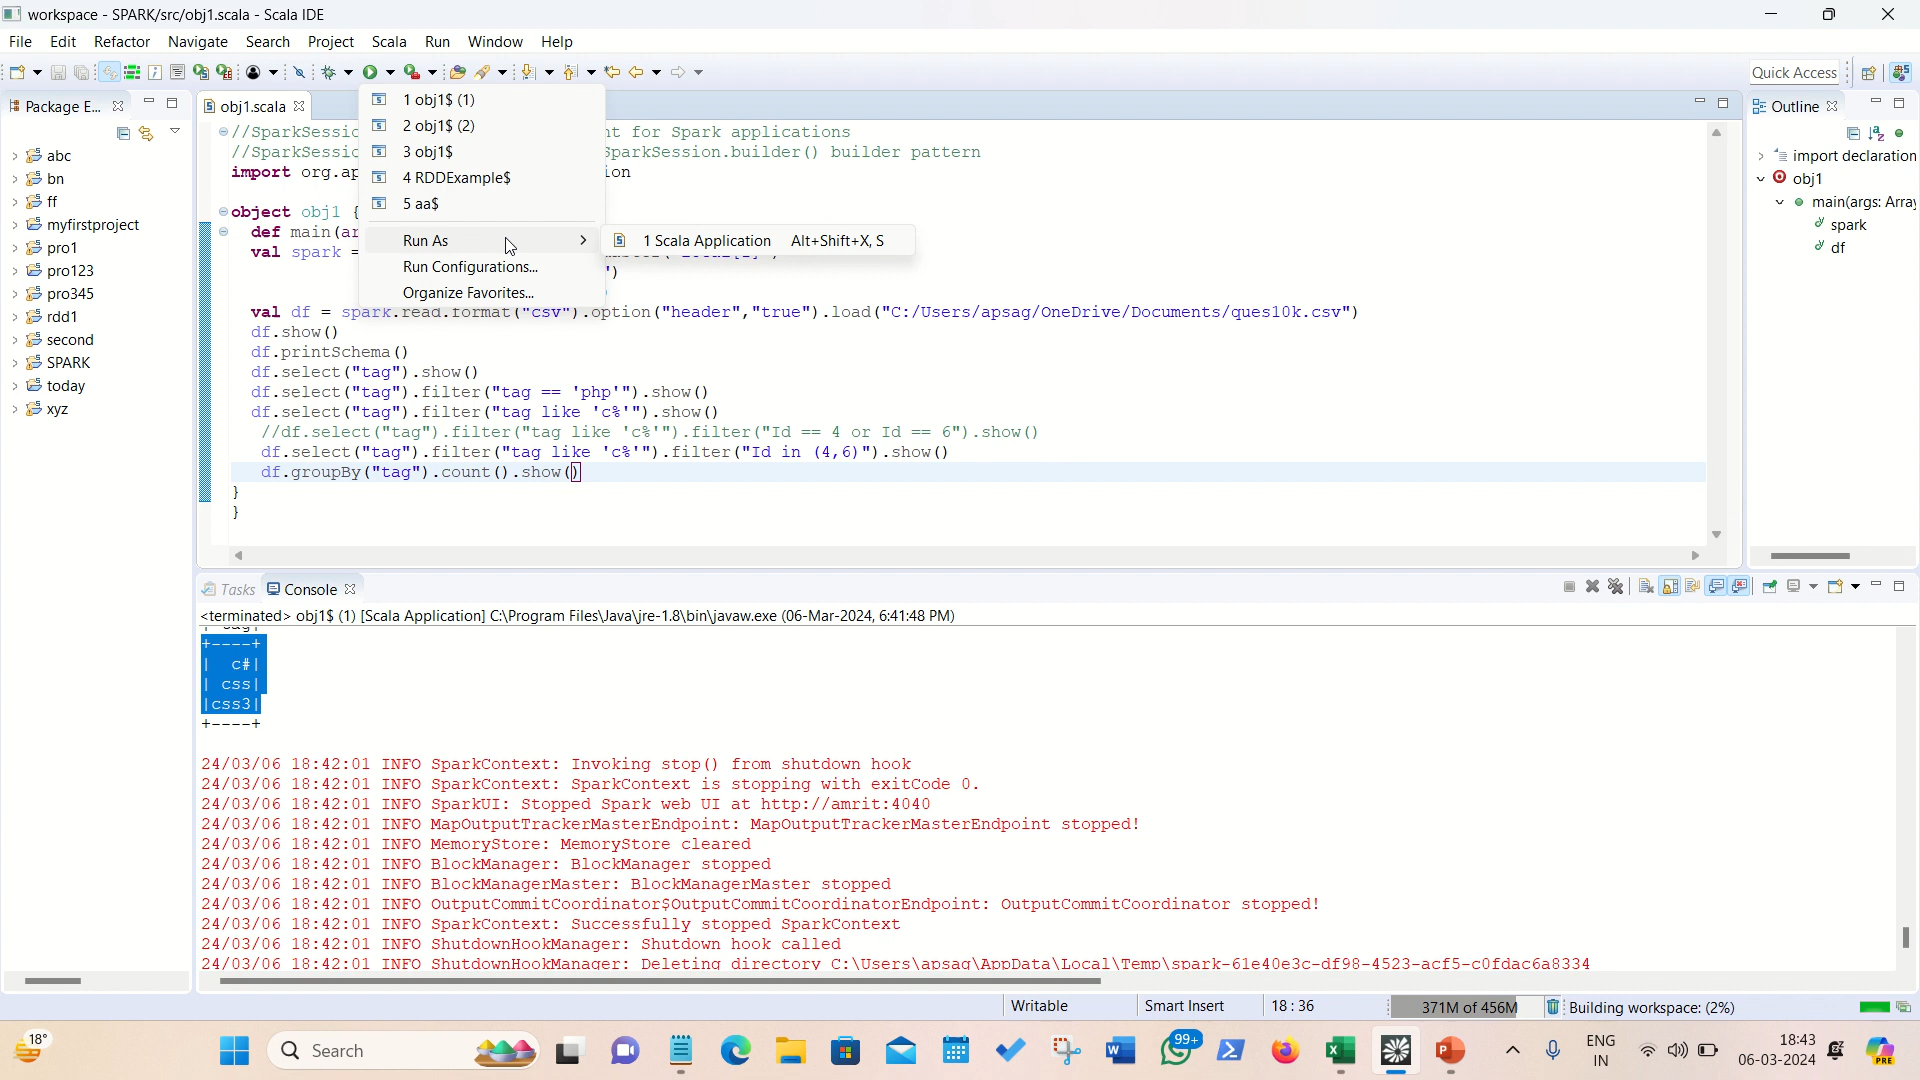 workspace - SPARK/src/obj1.scala - Scala IDE
File Edit Refactor Navigate Search Project Scala Run Window Help
Quick Access
Package E...
obj1.scala
Outline
1 obj1$ (1)
2 obj1$ (2)
3 obj1$
4 RDDExample$
5 aa$
Run As
1 Scala Application Alt+Shift+X, S
Run Configurations...
Organize Favorites...
abc
bn
ff
myfirstproject
pro1
pro123
pro345
rdd1
second
SPARK
today
xyz
//SparkSessio nt for Spark applications
//SparkSessio SparkSession.builder() builder pattern
import org.ap ion
object obj1 {
def main(ar
val spark =
")
val df = spark.read.format("csv").option("header","true").load("C:/Users/apsag/OneDrive/Documents/ques10k.csv")
df.show()
df.printSchema()
df.select("tag").show()
df.select("tag").filter("tag == 'php'").show()
df.select("tag").filter("tag like 'c%'").show()
//df.select("tag").filter("tag like 'c%'").filter("Id == 4 or Id == 6").show()
df.select("tag").filter("tag like 'c%'").filter("Id in (4,6)").show()
df.groupBy("tag").count().show()
}
}
import declaration
obj1
main(args: Array
spark
df
Tasks Console
<terminated> obj1$ (1) [Scala Application] C:\Program Files\Java\jre-1.8\bin\javaw.exe (06-Mar-2024, 6:41:48 PM)
+----+
|  c#|
| css|
|css3|
+----+
24/03/06 18:42:01 INFO SparkContext: Invoking stop() from shutdown hook
24/03/06 18:42:01 INFO SparkContext: SparkContext is stopping with exitCode 0.
24/03/06 18:42:01 INFO SparkUI: Stopped Spark web UI at http://amrit:4040
24/03/06 18:42:01 INFO MapOutputTrackerMasterEndpoint: MapOutputTrackerMasterEndpoint stopped!
24/03/06 18:42:01 INFO MemoryStore: MemoryStore cleared
24/03/06 18:42:01 INFO BlockManager: BlockManager stopped
24/03/06 18:42:01 INFO BlockManagerMaster: BlockManagerMaster stopped
24/03/06 18:42:01 INFO OutputCommitCoordinator$OutputCommitCoordinatorEndpoint: OutputCommitCoordinator stopped!
24/03/06 18:42:01 INFO SparkContext: Successfully stopped SparkContext
24/03/06 18:42:01 INFO ShutdownHookManager: Shutdown hook called
24/03/06 18:42:01 INFO ShutdownHookManager: Deleting directory C:\Users\apsag\AppData\Local\Temp\spark-61e40e3c-df98-4523-acf5-c0fdac6a8334
Writable Smart Insert 18 : 36 371M of 456M Building workspace: (2%)
18°
Search
99+
ENG
IN
18:43
06-03-2024
PRE